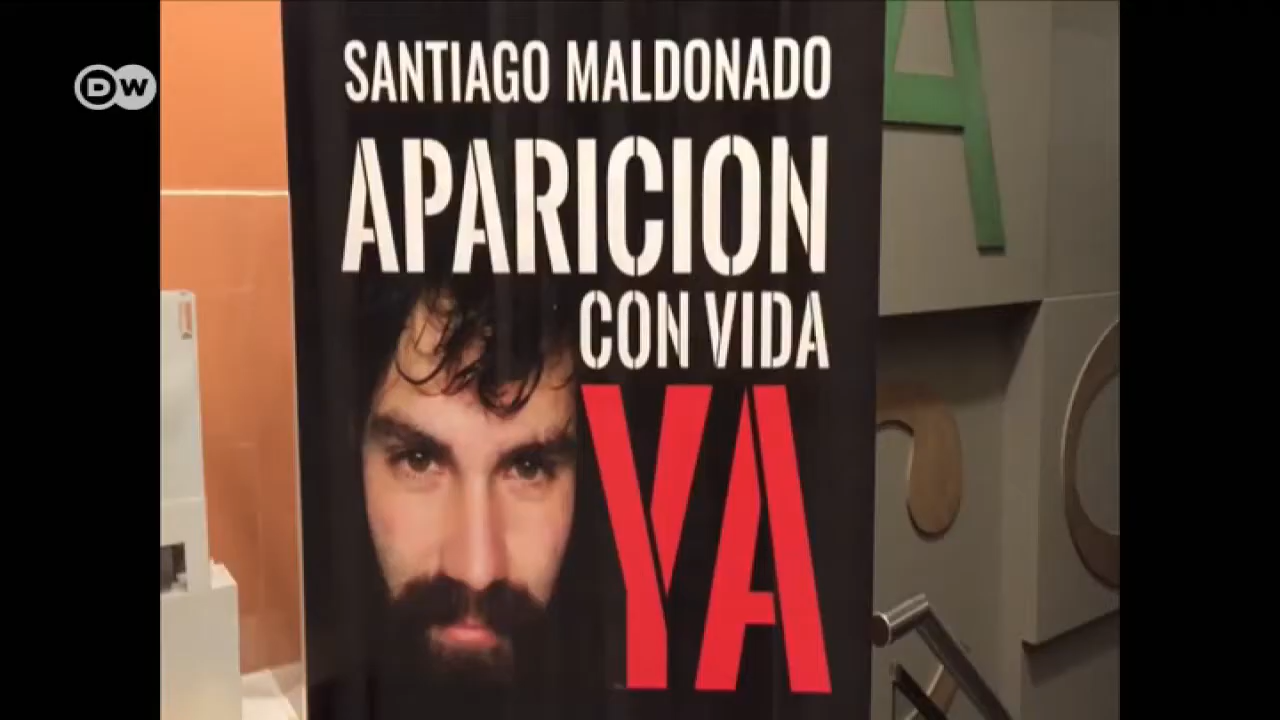 DW
SANTIAGO MALDONADO
APARICION
CON VIDA
YA
A